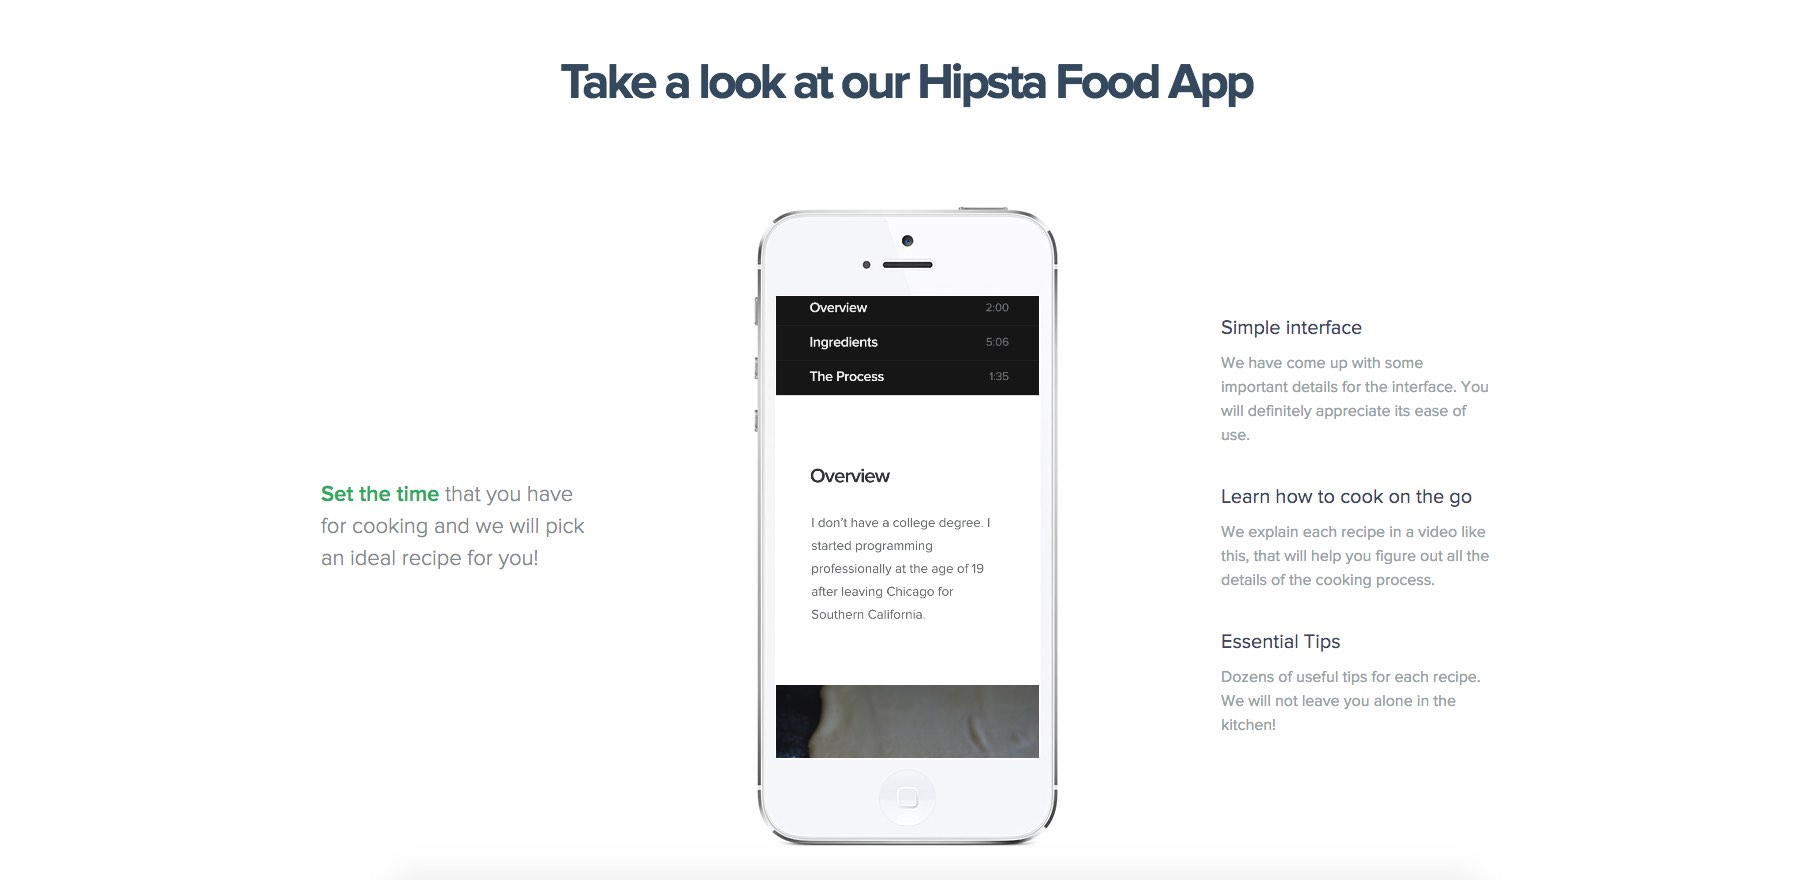 Take a look at our Hipsta Food App
Set the time that you have
for cooking and we will pick
an ideal recipe for you!
Overview 2:00
Ingredients 5:06
The Process 1:35
Overview
I don't have a college degree. I
started programming
professionally at the age of 19
after leaving Chicago for
Southern California.
Simple interface
We have come up with some
important details for the interface. You
will definitely appreciate its ease of
use.
Learn how to cook on the go
We explain each recipe in a video like
this, that will help you figure out all the
details of the cooking process.
Essential Tips
Dozens of useful tips for each recipe.
We will not leave you alone in the
kitchen!